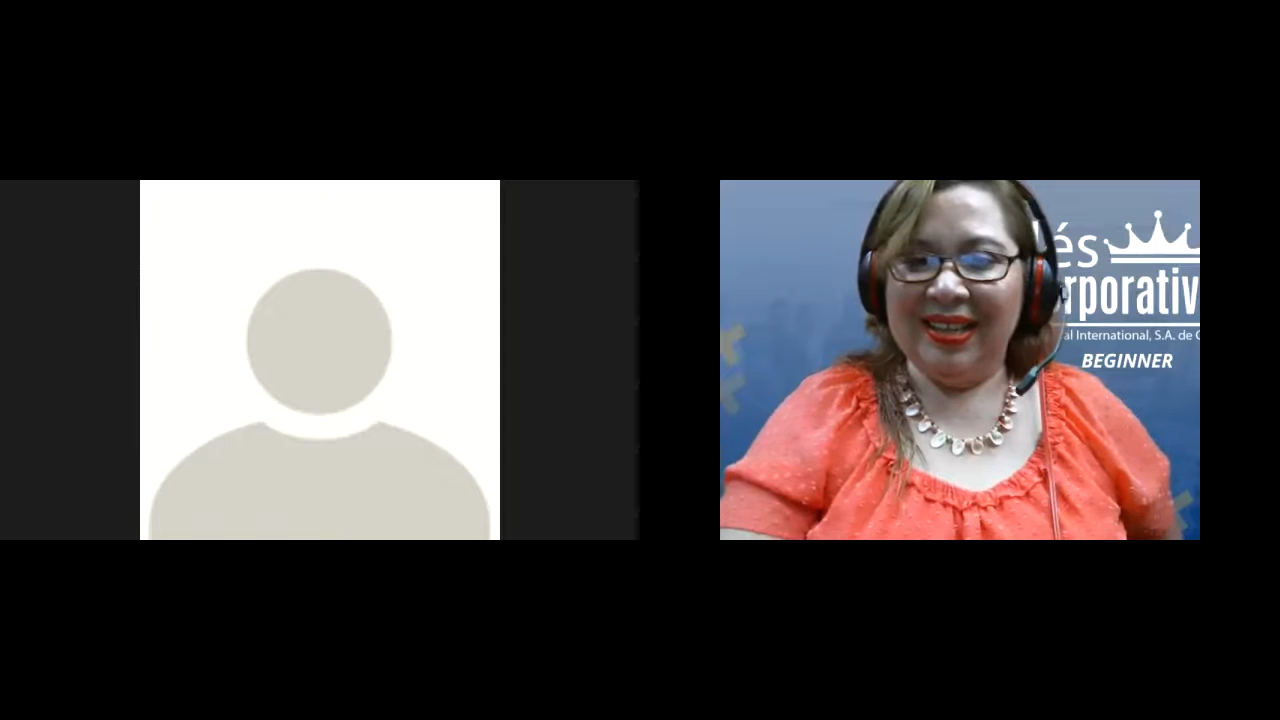 és
rporativ
al International, S.A. de C
BEGINNER